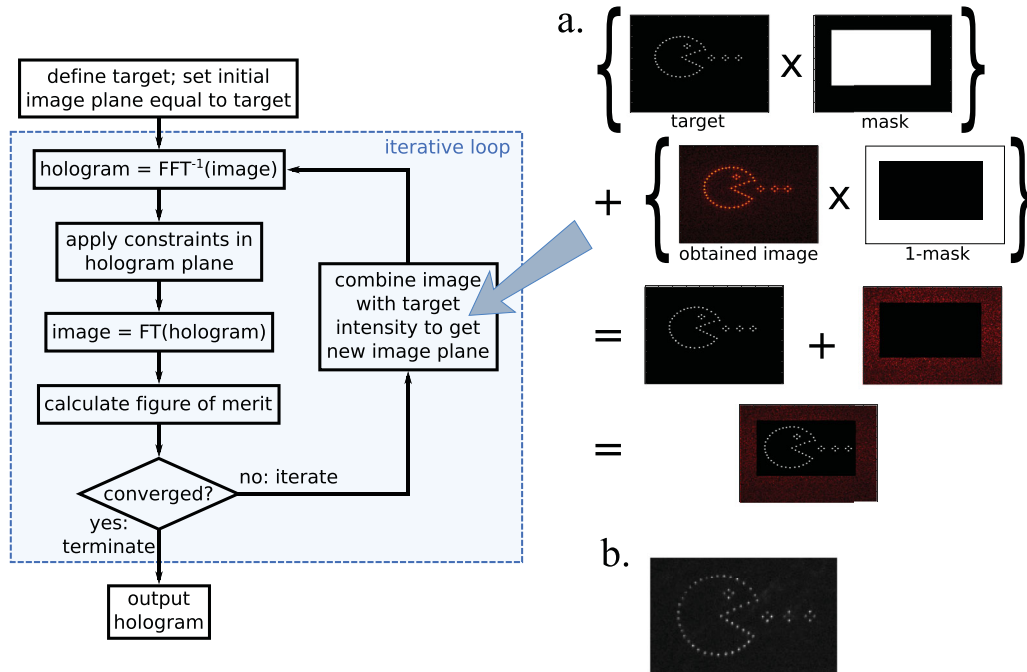 define target; set initial
image plane equal to target
iterative loop
hologram = FFT⁻¹(image)
apply constraints in
hologram plane
image = FT(hologram)
calculate figure of merit
converged?
no: iterate
yes:
terminate
output
hologram
combine image
with target
intensity to get
new image plane
a.
{ x }
target
mask
+ { x }
obtained image
1-mask
= +
=
b.